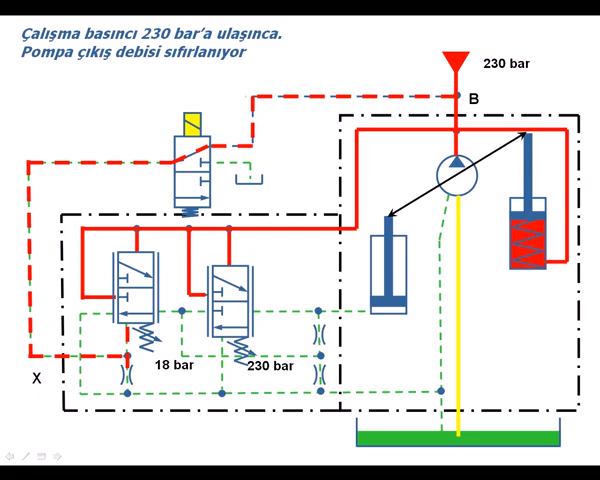 Çalışma basıncı 230 bar’a ulaşınca.
Pompa çıkış debisi sıfırlanıyor
230 bar
B
18 bar
230 bar
X